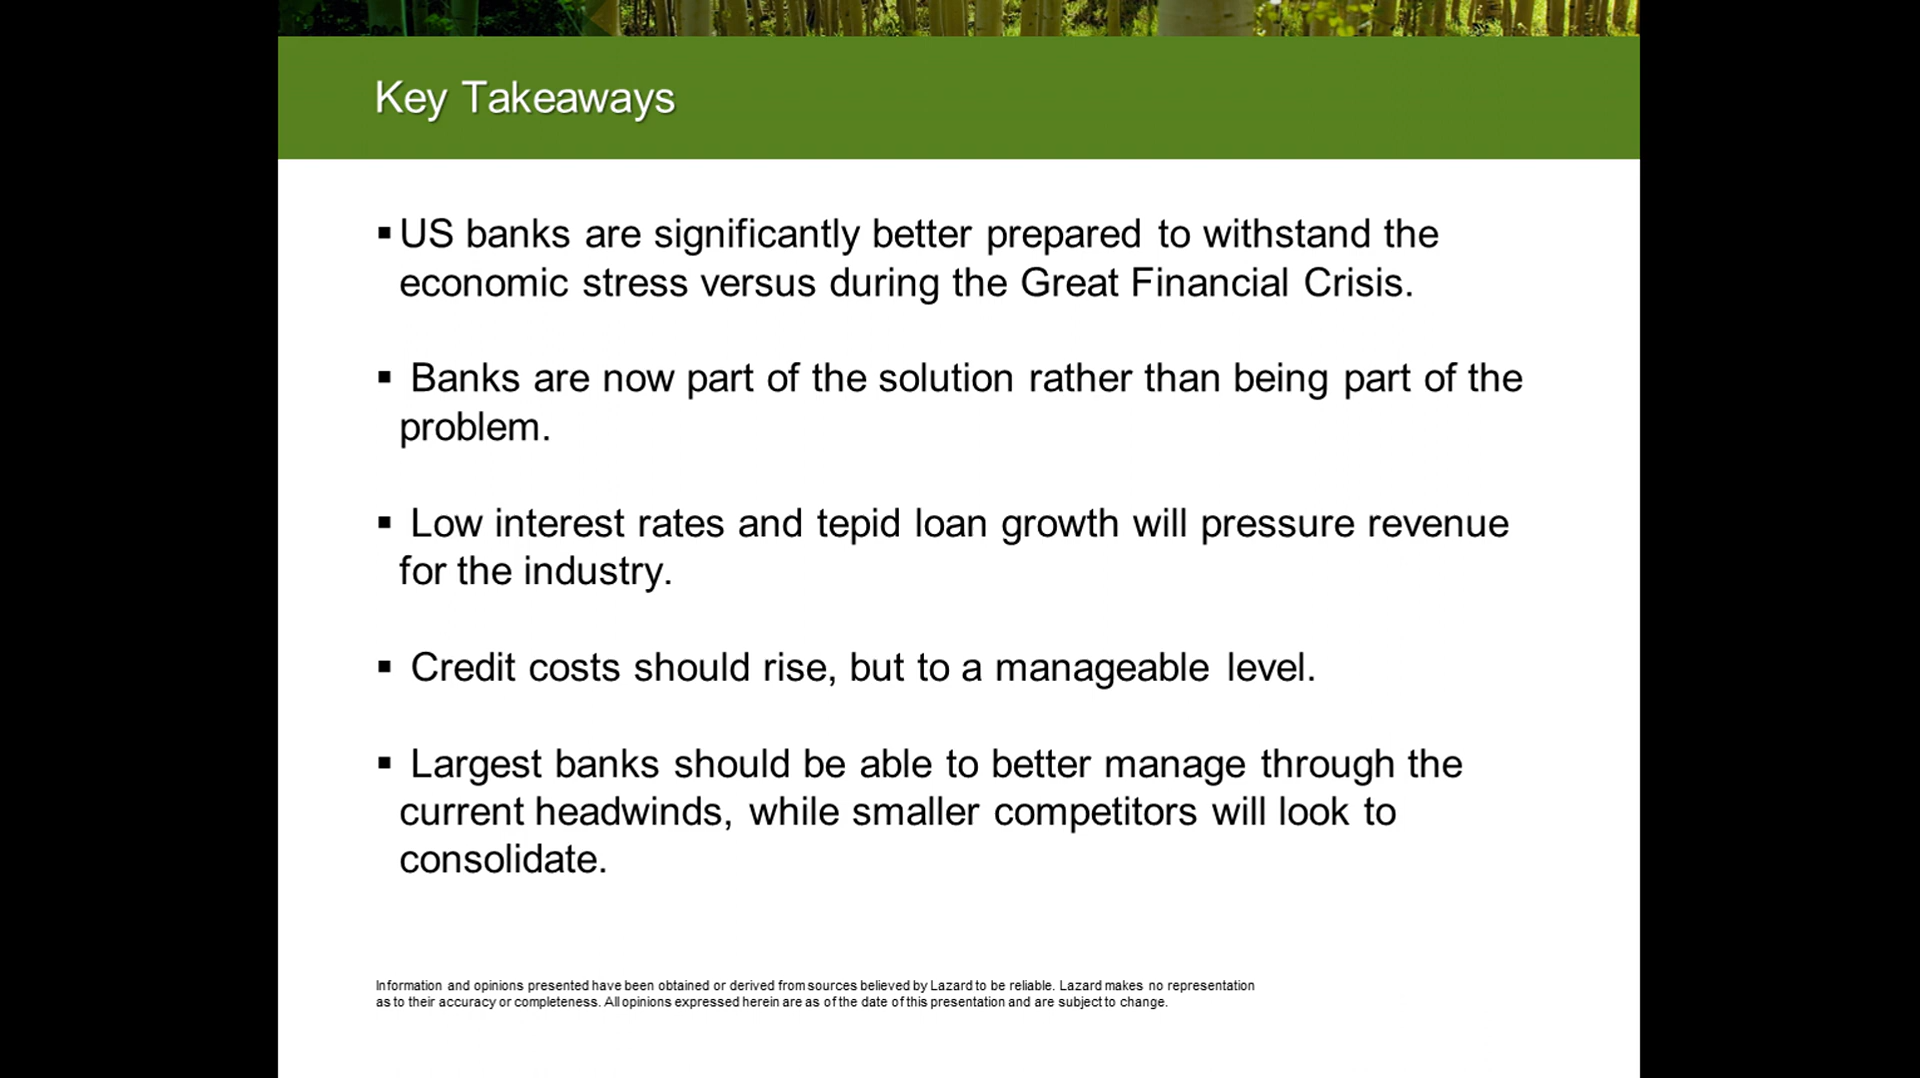 Key Takeaways
▪ US banks are significantly better prepared to withstand the
economic stress versus during the Great Financial Crisis.
▪ Banks are now part of the solution rather than being part of the
problem.
▪ Low interest rates and tepid loan growth will pressure revenue
for the industry.
▪ Credit costs should rise, but to a manageable level.
▪ Largest banks should be able to better manage through the
current headwinds, while smaller competitors will look to
consolidate.
Information and opinions presented have been obtained or derived from sources believed by Lazard to be reliable. Lazard makes no representation
as to their accuracy or completeness. All opinions expressed herein are as of the date of this presentation and are subject to change.